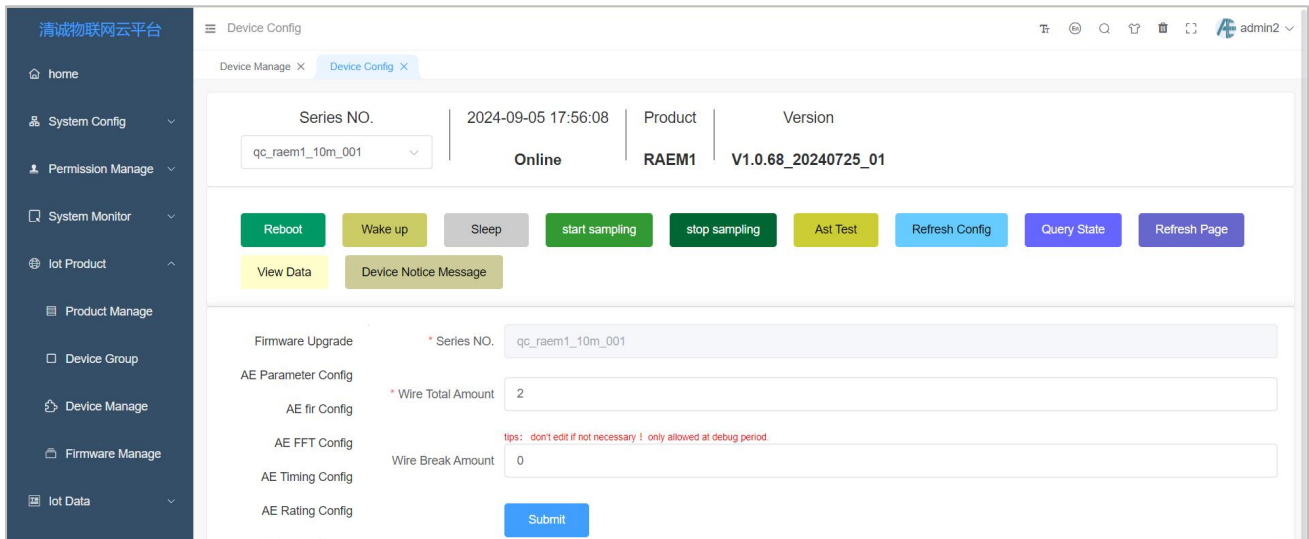 清诚物联网云平台
home
System Config
Permission Manage
System Monitor
Iot Product
Product Manage
Device Group
Device Manage
Firmware Manage
Iot Data
Device Config
Tт En admin2
Device Manage × Device Config ×
Series NO. 2024-09-05 17:56:08 Product Version
qc_raem1_10m_001 Online RAEM1 V1.0.68_20240725_01
Reboot Wake up Sleep start sampling stop sampling Ast Test Refresh Config Query State Refresh Page
View Data Device Notice Message
Firmware Upgrade
AE Parameter Config
AE fir Config
AE FFT Config
AE Timing Config
AE Rating Config
* Series NO. qc_raem1_10m_001
* Wire Total Amount 2
tips: don't edit if not necessary！only allowed at debug period.
Wire Break Amount 0
Submit